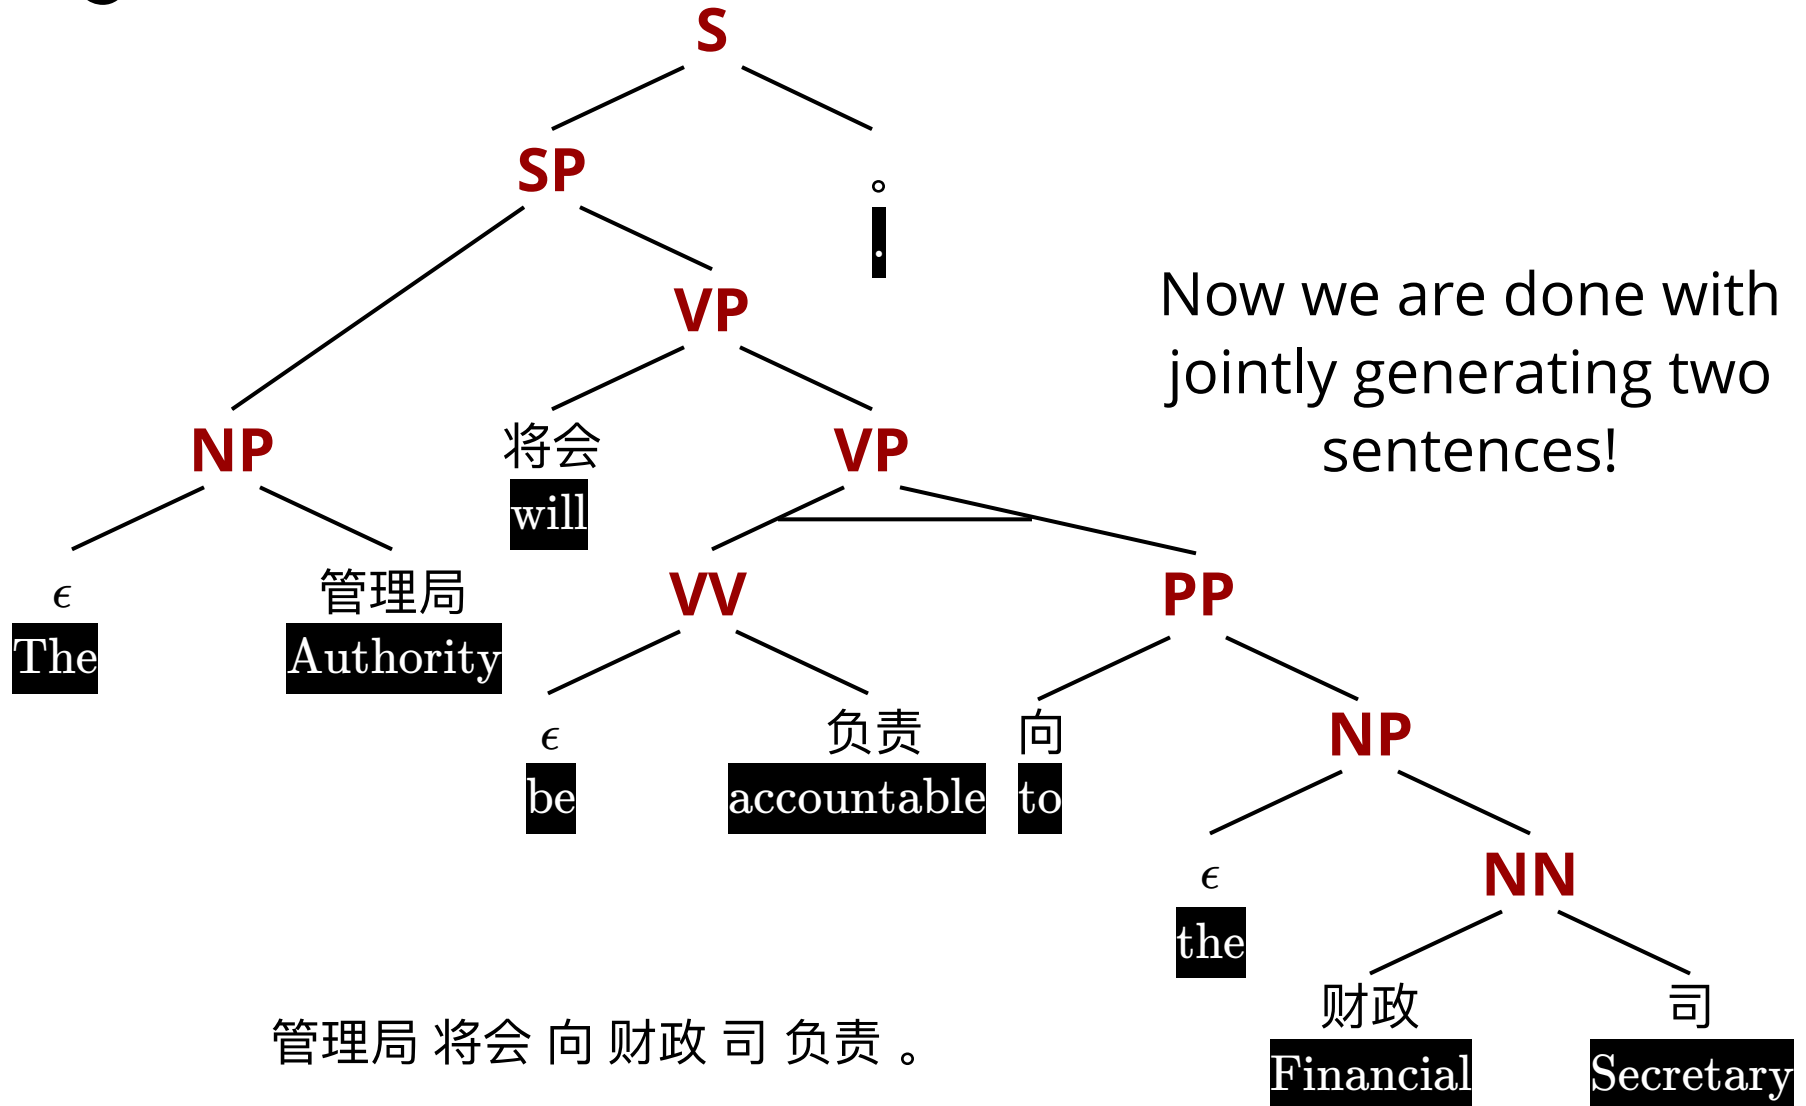 S
SP
。
.
VP
Now we are done with
jointly generating two
sentences!
NP
将会
VP
will
ϵ
管理局
VV
PP
The
Authority
ϵ
负责
向
NP
be
accountable
to
ϵ
NN
the
财政
司
管理局 将会 向 财政 司 负责 。
Financial
Secretary